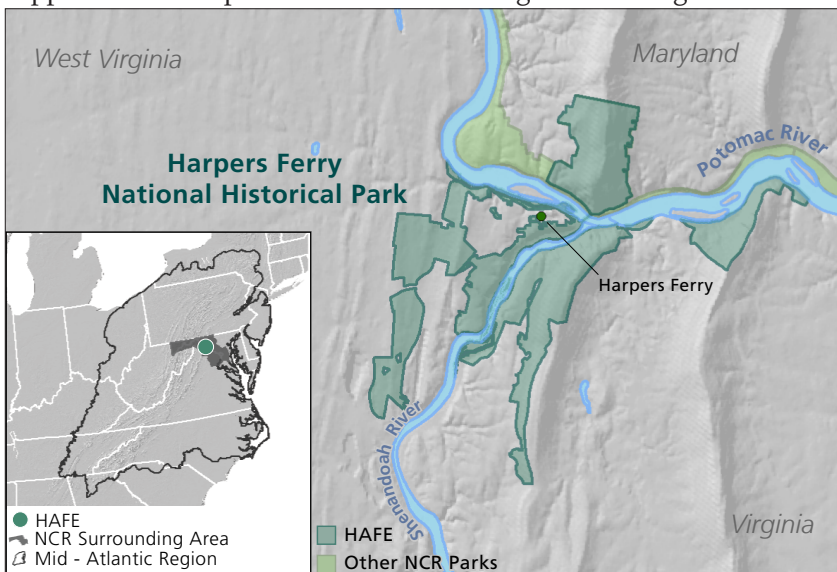 West Virginia
Maryland
Potomac River
Harpers Ferry
National Historical Park
Harpers Ferry
Shenandoah River
Virginia
HAFE
NCR Surrounding Area
Mid - Atlantic Region
HAFE
Other NCR Parks